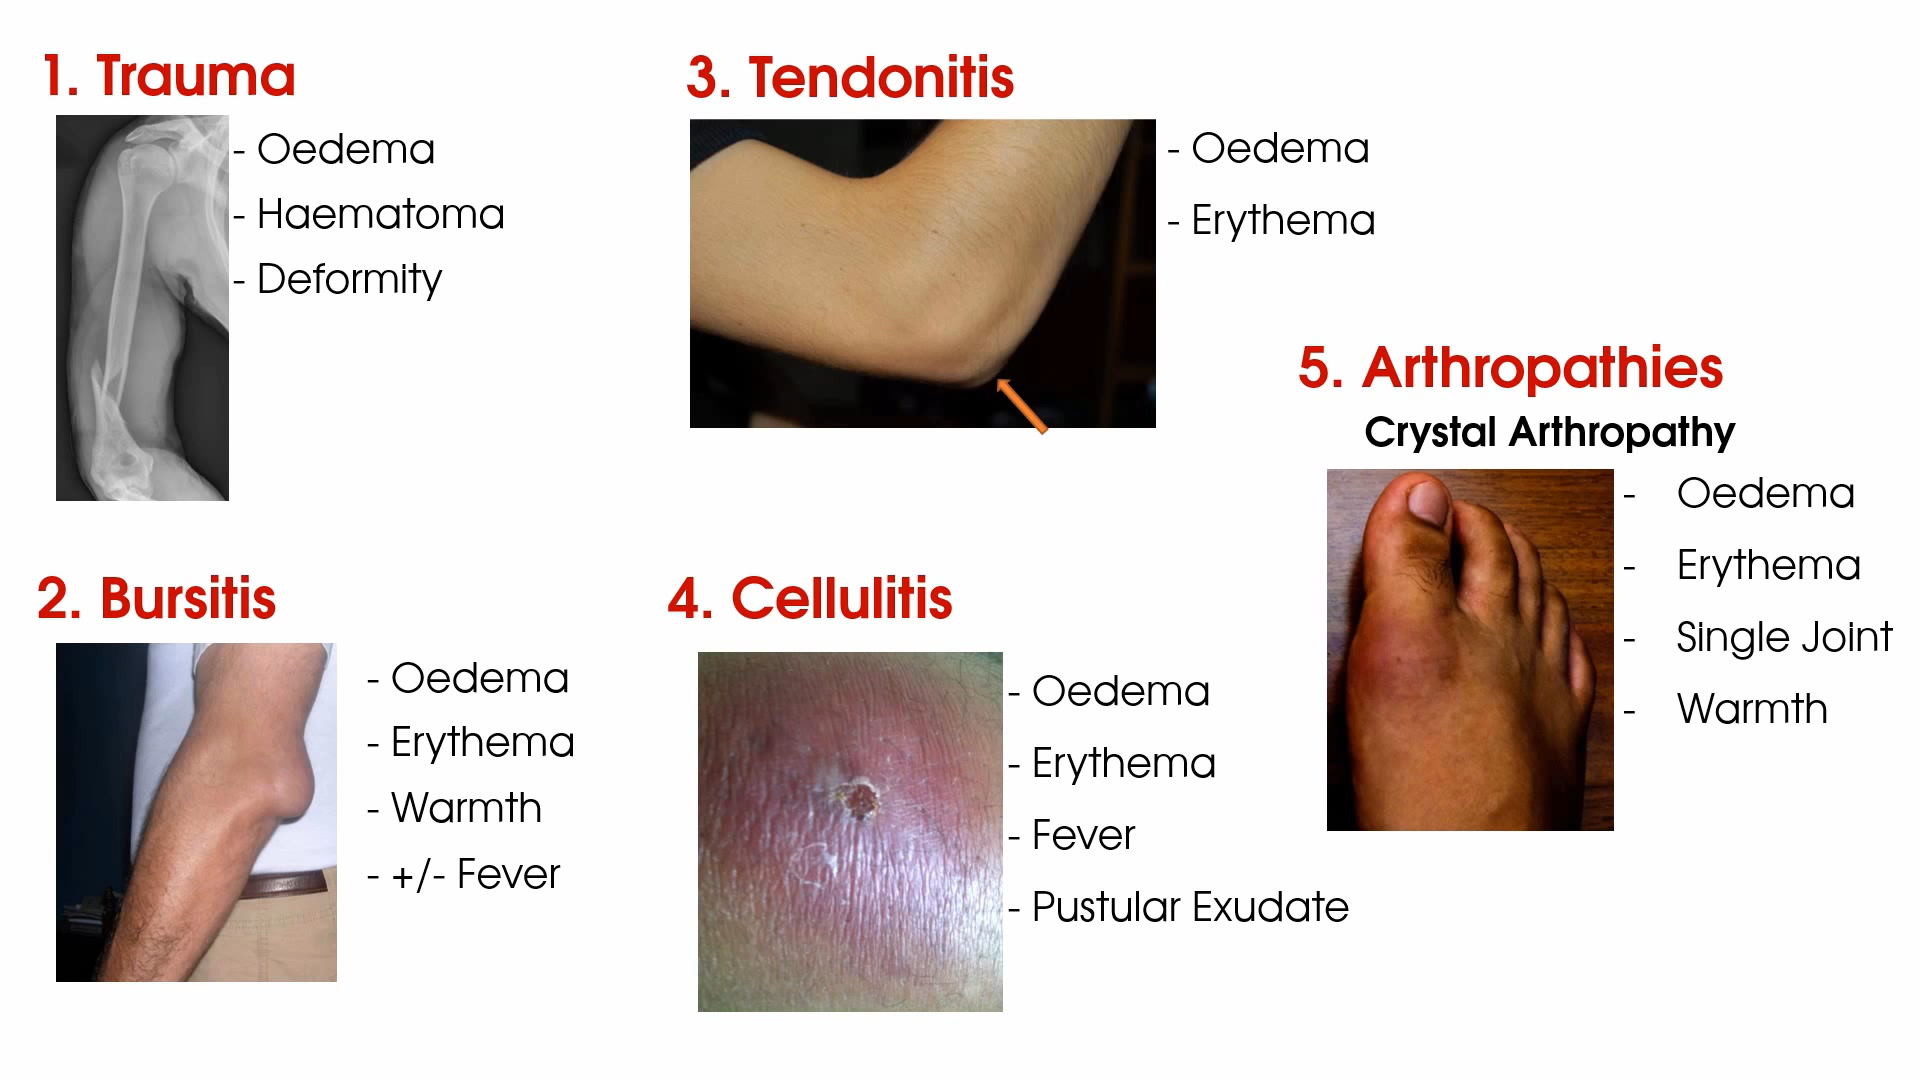 1. Trauma
- Oedema
- Haematoma
- Deformity
2. Bursitis
- Oedema
- Erythema
- Warmth
- +/- Fever
3. Tendonitis
- Oedema
- Erythema
4. Cellulitis
- Oedema
- Erythema
- Fever
- Pustular Exudate
5. Arthropathies
Crystal Arthropathy
- Oedema
- Erythema
- Single Joint
- Warmth